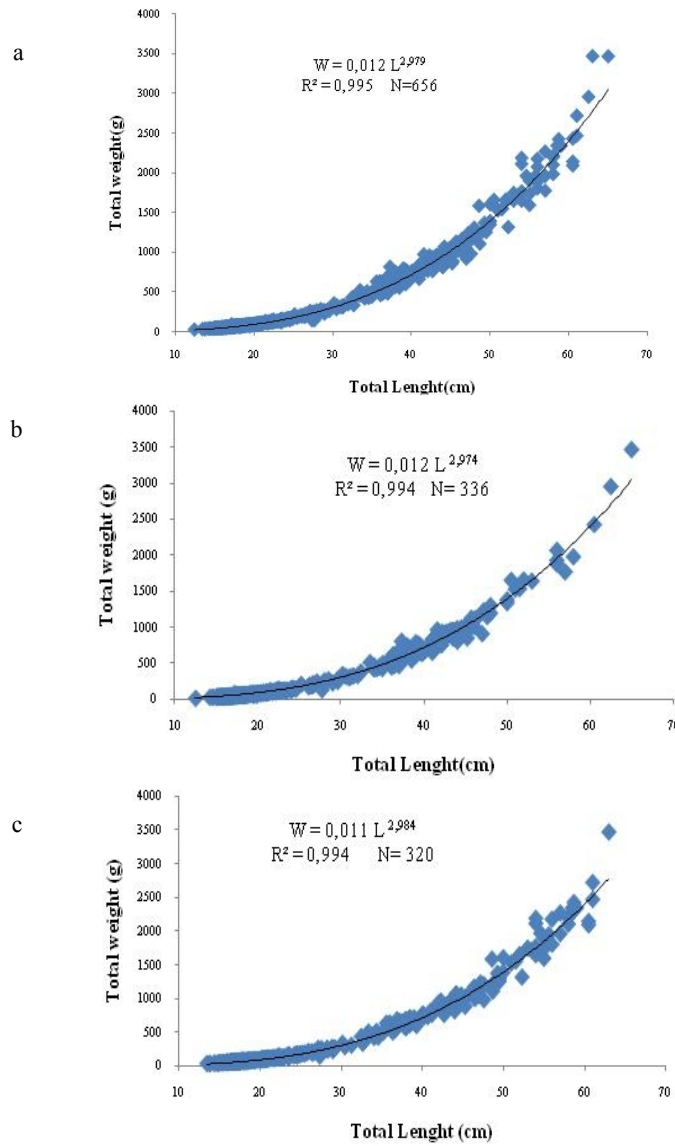 a
W = 0,012 L^2,979
R² = 0,995 N=656
Total weight(g)
4000
3500
3000
2500
2000
1500
1000
500
0
10 20 30 40 50 60 70
Total Lenght(cm)
b
W = 0,012 L^2,974
R² = 0,994 N= 336
Total weight (g)
4000
3500
3000
2500
2000
1500
1000
500
0
10 20 30 40 50 60 70
Total Lenght(cm)
c
W = 0,011 L^2,984
R² = 0,994 N= 320
Total weight (g)
4000
3500
3000
2500
2000
1500
1000
500
0
10 20 30 40 50 60 70
Total Lenght (cm)